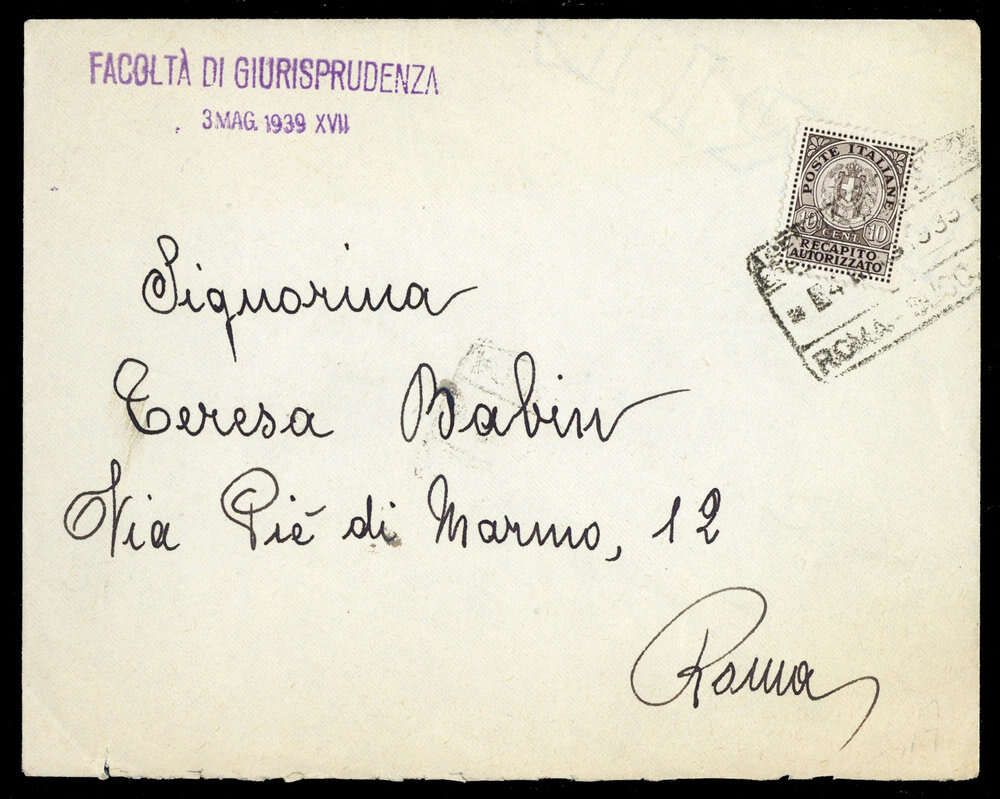 FACOLTÀ DI GIURISPRUDENZA
3 MAG. 1939 XVII
POSTE ITALIANE
10 CENT. 10
RECAPITO
AUTORIZZATO
ROMA
Signorina
Teresa Babin
Via Piè di Marmo, 12
Roma